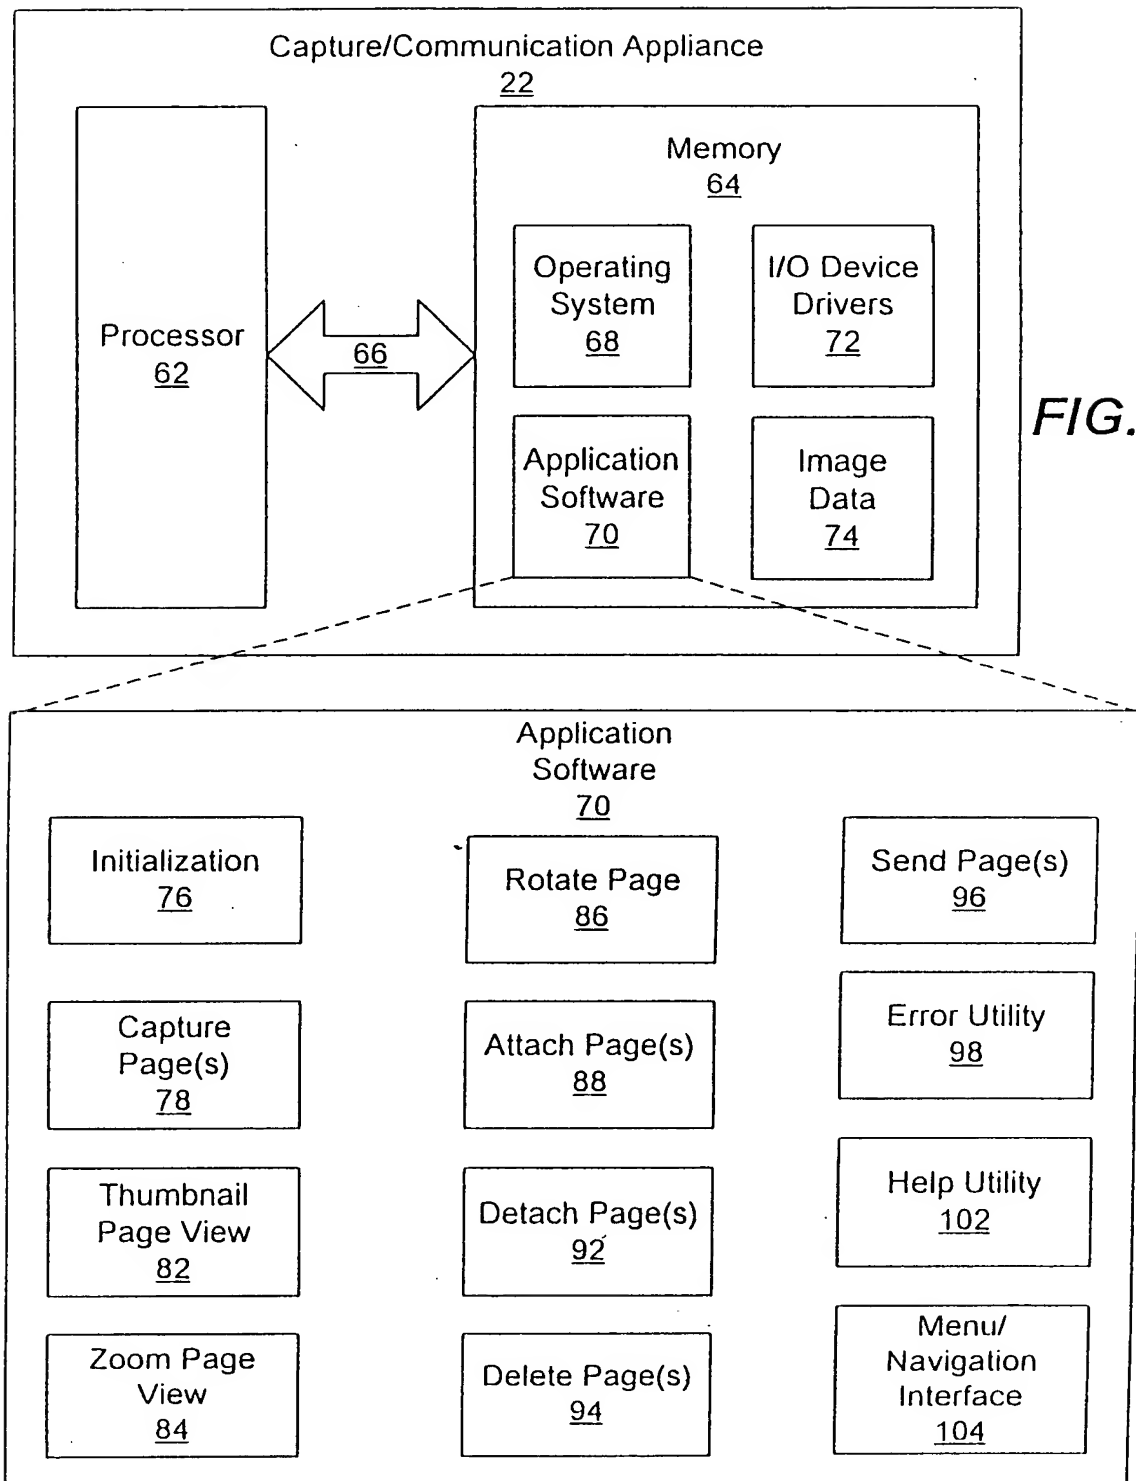 Capture/Communication Appliance
22
Processor
62
66
Memory
64
Operating
System
68
I/O Device
Drivers
72
Application
Software
70
Image
Data
74
FIG.
Application
Software
70
Initialization
76
Capture
Page(s)
78
Thumbnail
Page View
82
Zoom Page
View
84
Rotate Page
86
Attach Page(s)
88
Detach Page(s)
92
Delete Page(s)
94
Send Page(s)
96
Error Utility
98
Help Utility
102
Menu/
Navigation
Interface
104